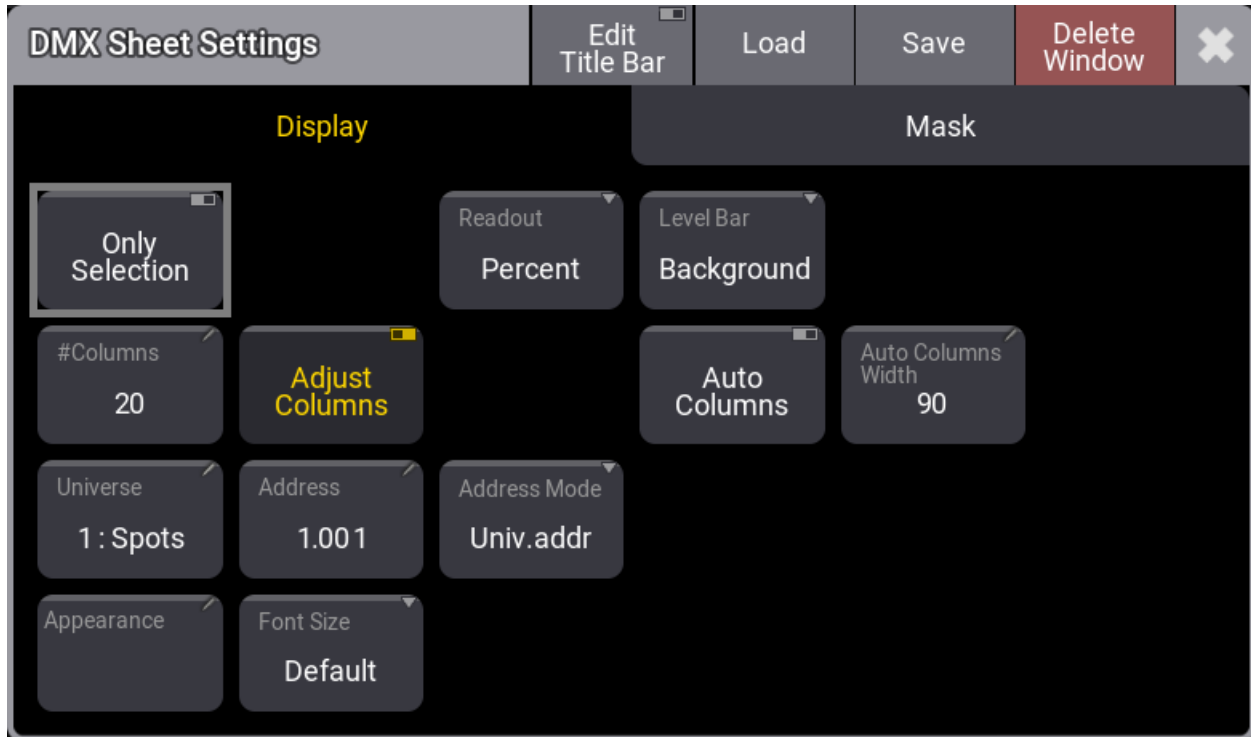 DMX Sheet Settings
Edit
Title Bar
Load
Save
Delete
Window
Display
Mask
Only
Selection
Readout
Percent
Level Bar
Background
#Columns
20
Adjust
Columns
Auto
Columns
Auto Columns
Width
90
Universe
1 : Spots
Address
1.001
Address Mode
Univ.addr
Appearance
Font Size
Default